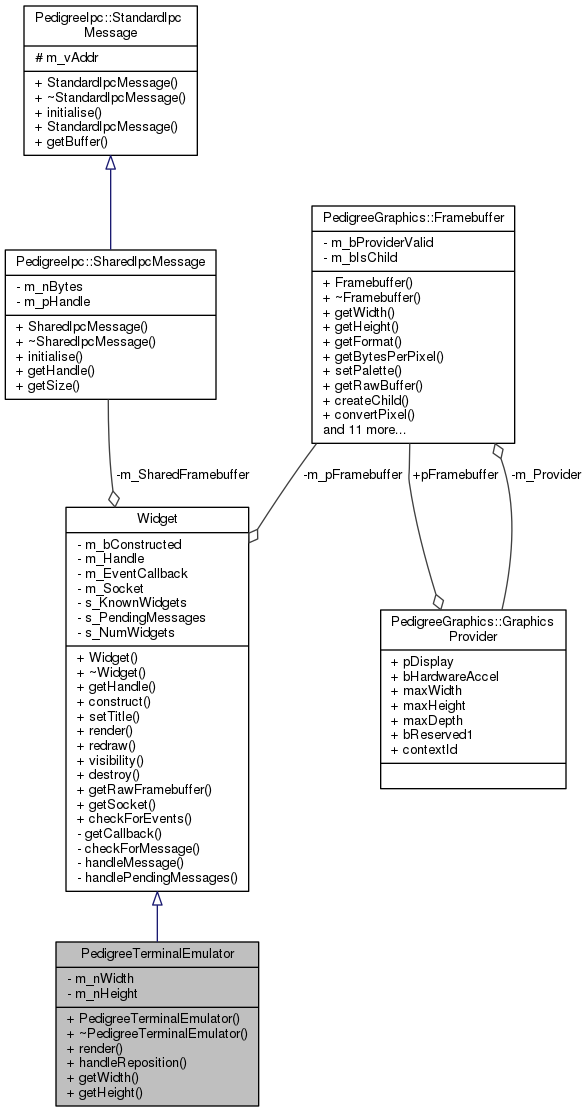 PedigreeIpc::StandardIpc
Message
# m_vAddr
+ StandardIpcMessage()
+ ~StandardIpcMessage()
+ initialise()
+ StandardIpcMessage()
+ getBuffer()
PedigreeIpc::SharedIpcMessage
- m_nBytes
- m_pHandle
+ SharedIpcMessage()
+ ~SharedIpcMessage()
+ initialise()
+ getHandle()
+ getSize()
PedigreeGraphics::Framebuffer
- m_bProviderValid
- m_bIsChild
+ Framebuffer()
+ ~Framebuffer()
+ getWidth()
+ getHeight()
+ getFormat()
+ getBytesPerPixel()
+ setPalette()
+ getRawBuffer()
+ createChild()
+ convertPixel()
and 11 more...
-m_SharedFramebuffer
-m_pFramebuffer
+pFramebuffer
-m_Provider
Widget
- m_bConstructed
- m_Handle
- m_EventCallback
- m_Socket
- s_KnownWidgets
- s_PendingMessages
- s_NumWidgets
+ Widget()
+ ~Widget()
+ getHandle()
+ construct()
+ setTitle()
+ render()
+ redraw()
+ visibility()
+ destroy()
+ getRawFramebuffer()
+ getSocket()
+ checkForEvents()
- getCallback()
- checkForMessage()
- handleMessage()
- handlePendingMessages()
PedigreeGraphics::Graphics
Provider
+ pDisplay
+ bHardwareAccel
+ maxWidth
+ maxHeight
+ maxDepth
+ bReserved1
+ contextId
PedigreeTerminalEmulator
- m_nWidth
- m_nHeight
+ PedigreeTerminalEmulator()
+ ~PedigreeTerminalEmulator()
+ render()
+ handleReposition()
+ getWidth()
+ getHeight()